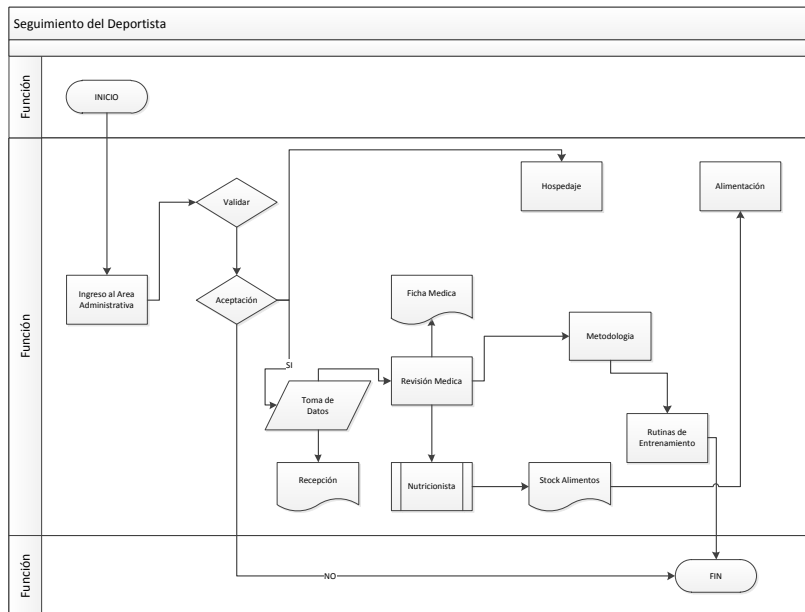 Seguimiento del Deportista
Función
INICIO
Función
Validar
Hospedaje
Alimentación
Ingreso al Area
Administrativa
Aceptación
Ficha Medica
Metodologia
SI
Toma de
Datos
Revisión Medica
Rutinas de
Entrenamiento
Recepción
Nutricionista
Stock Alimentos
Función
NO
FIN